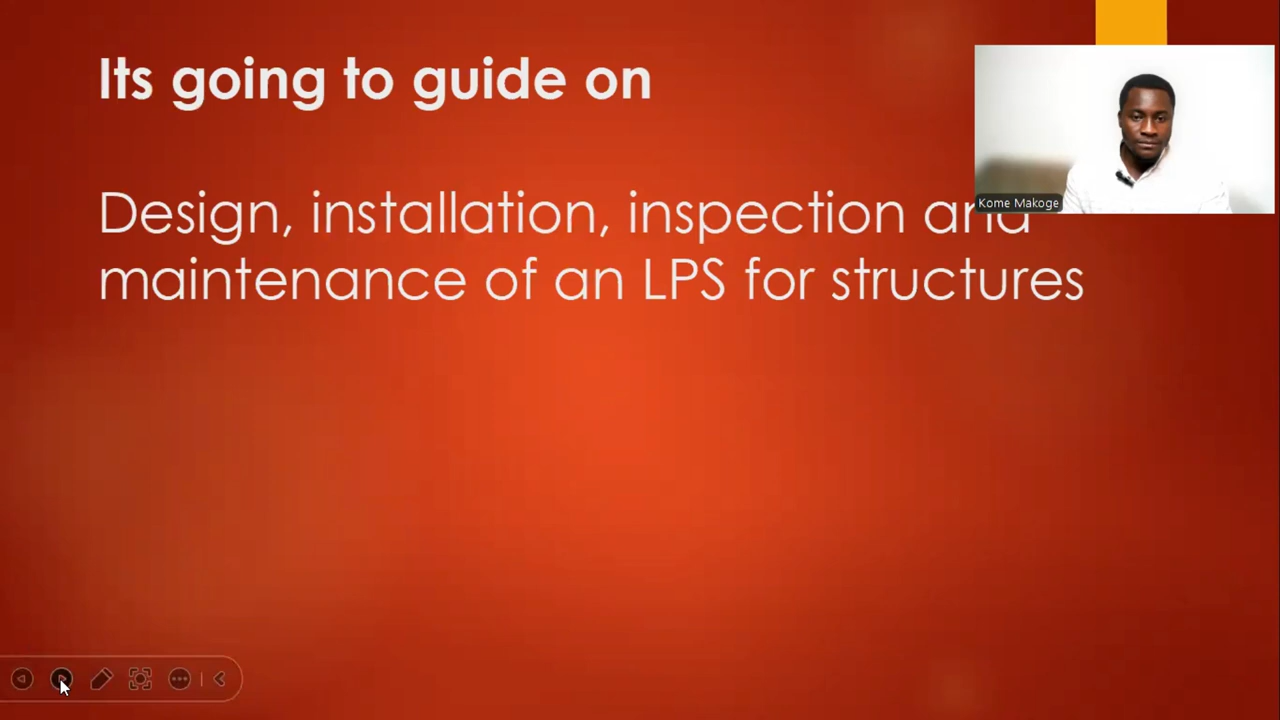 Its going to guide on
Design, installation, inspection and
maintenance of an LPS for structures
Kome Makoge